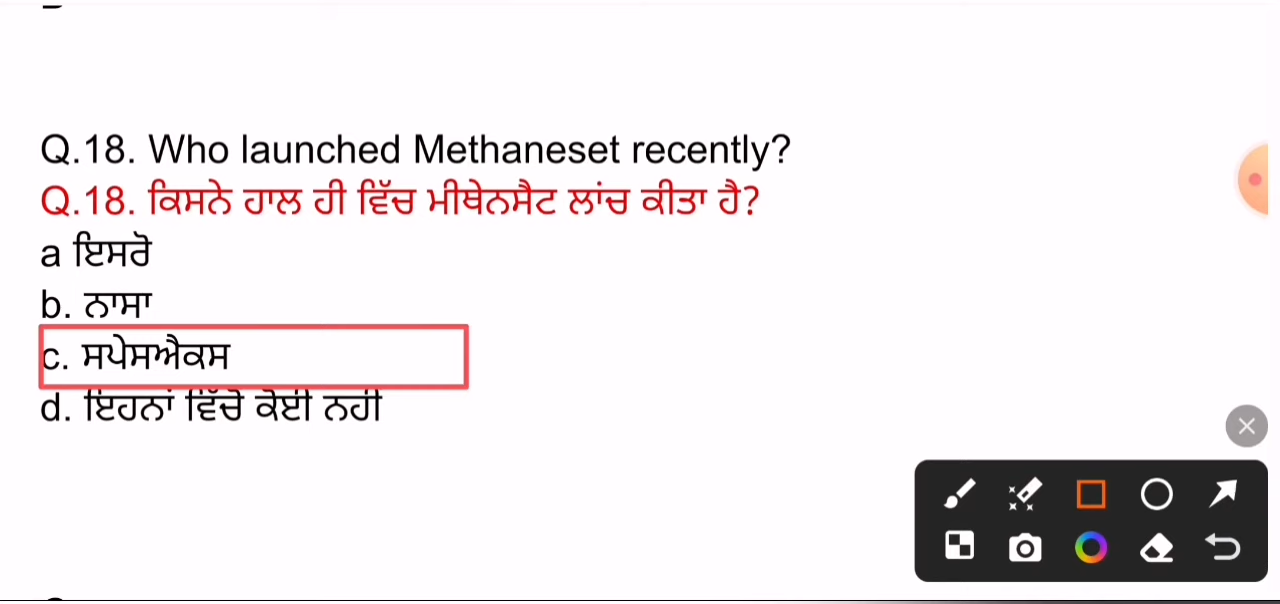 Q.18. Who launched Methaneset recently?
Q.18. ਕਿਸਨੇ ਹਾਲ ਹੀ ਵਿੱਚ ਮੀਥੇਨਸੈਟ ਲਾਂਚ ਕੀਤਾ ਹੈ?
a ਇਸਰੋ
b. ਨਾਸਾ
c. ਸਪੇਸਐਕਸ
d. ਇਹਨਾਂ ਵਿੱਚੋ ਕੋਈ ਨਹੀ